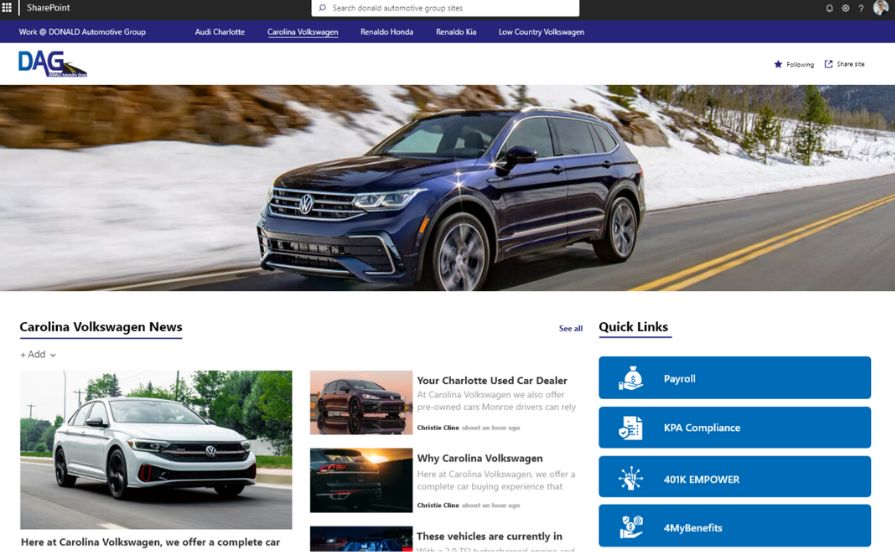 SharePoint
Search donald automotive group sites
?
Work @ DONALD Automotive Group
Audi Charlotte
Carolina Volkswagen
Renaldo Honda
Renaldo Kia
Low Country Volkswagen
DAG
DONALD Automotive Group
Following
Share site
Carolina Volkswagen News
See all
+ Add
Here at Carolina Volkswagen, we offer a complete car
Your Charlotte Used Car Dealer
At Carolina Volkswagen we also offer
pre-owned cars Monroe drivers can rely
Christie Cline about an hour ago
Why Carolina Volkswagen
Here at Carolina Volkswagen, we offer a
complete car buying experience that
Christie Cline about an hour ago
These vehicles are currently in
With a 2.0 TSI turbocharged engine and
Quick Links
Payroll
KPA Compliance
401K EMPOWER
4MyBenefits